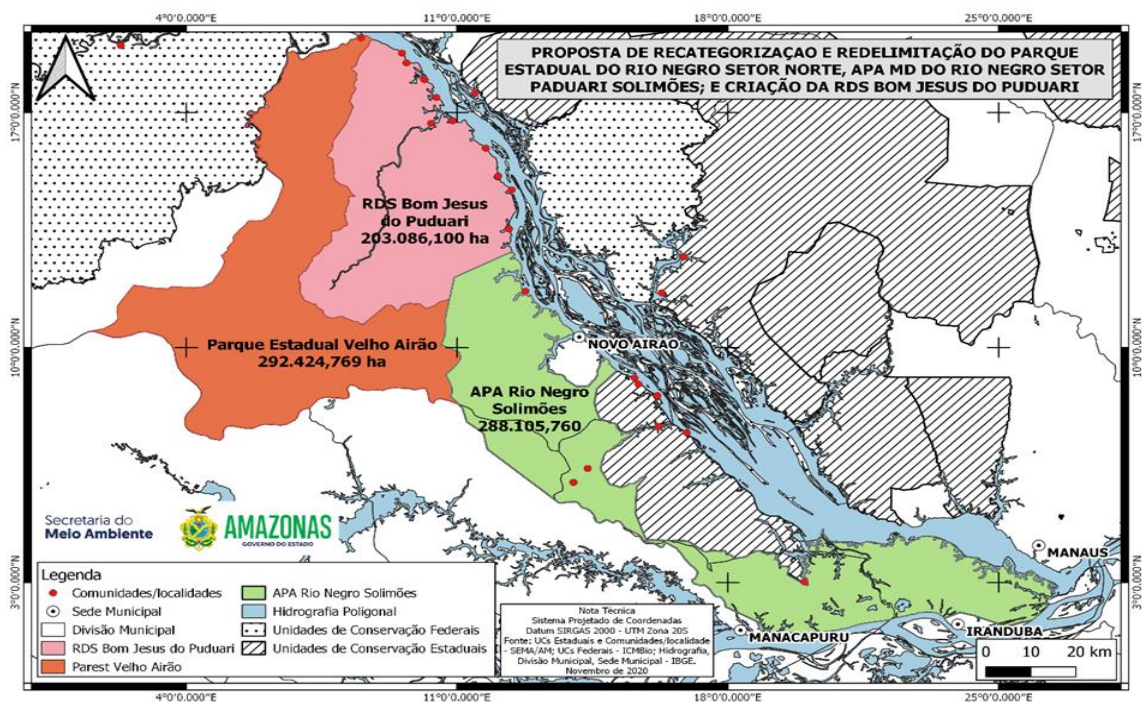 4°0'0.000"N
11°0'0.000"N
18°0'0.000"N
25°0'0.000"N
PROPOSTA DE RECATEGORIZAÇAO E REDELIMITAÇÃO DO PARQUE
ESTADUAL DO RIO NEGRO SETOR NORTE, APA MD DO RIO NEGRO SETOR
PADUARI SOLIMÕES; E CRIAÇÃO DA RDS BOM JESUS DO PUDUARI
17°0'0.000"N
17°0'0.000"N
RDS Bom Jesus
do Puduari
203.086,100 ha
Parque Estadual Velho Airão
292.424,769 ha
NOVO AIRAO
10°0'0.000"N
10°0'0.000"N
APA Rio Negro
Solimões
288.105,760
Secretaria do
Meio Ambiente
AMAZONAS
GOVERNO DO ESTADO
MANAUS
3°0'0.000"N
3°0'0.000"N
MANACAPURU
IRANDUBA
Legenda
Comunidades/localidades
Sede Municipal
Divisão Municipal
RDS Bom Jesus do Puduari
Parest Velho Airão
APA Rio Negro Solimões
Hidrografia Poligonal
Unidades de Conservação Federais
Unidades de Conservação Estaduais
Nota Técnica
Sistema Projetado de Coordenadas
Datum SIRGAS 2000 - UTM Zona 20S
Fonte: UCs Estaduais e Comunidades/localidade
- SEMA/AM; UCs Federais - ICMBio; Hidrografia,
Divisão Municipal, Sede Municipal - IBGE.
Novembro de 2020
0 10 20 km
4°0'0.000"N
11°0'0.000"N
18°0'0.000"N
25°0'0.000"N